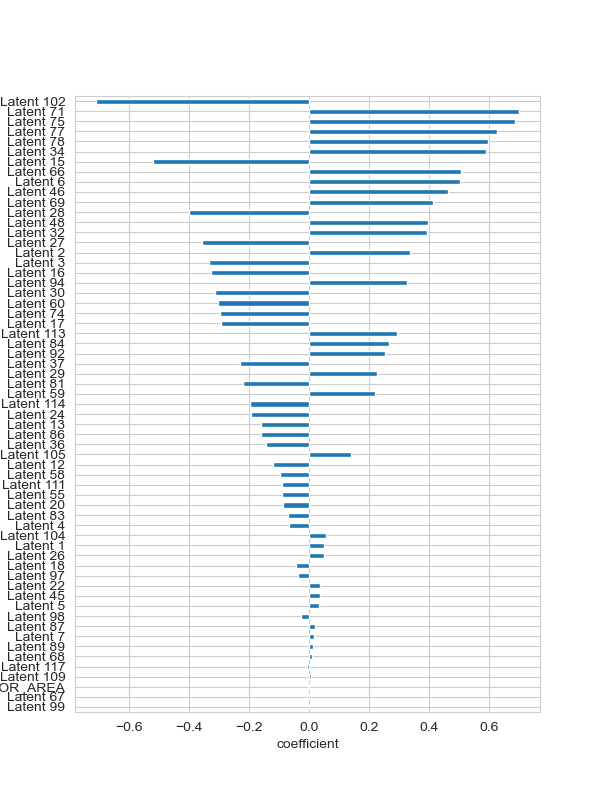 Latent 102
Latent 71
Latent 75
Latent 77
Latent 78
Latent 34
Latent 15
Latent 66
Latent 6
Latent 46
Latent 69
Latent 28
Latent 48
Latent 32
Latent 27
Latent 2
Latent 3
Latent 16
Latent 94
Latent 30
Latent 60
Latent 74
Latent 17
Latent 113
Latent 84
Latent 92
Latent 37
Latent 29
Latent 81
Latent 59
Latent 114
Latent 24
Latent 13
Latent 86
Latent 36
Latent 105
Latent 12
Latent 58
Latent 111
Latent 55
Latent 20
Latent 83
Latent 4
Latent 104
Latent 1
Latent 26
Latent 18
Latent 97
Latent 22
Latent 45
Latent 5
Latent 98
Latent 87
Latent 7
Latent 89
Latent 68
Latent 117
Latent 109
OR_AREA
Latent 67
Latent 99
−0.6 −0.4 −0.2 0.0 0.2 0.4 0.6
coefficient